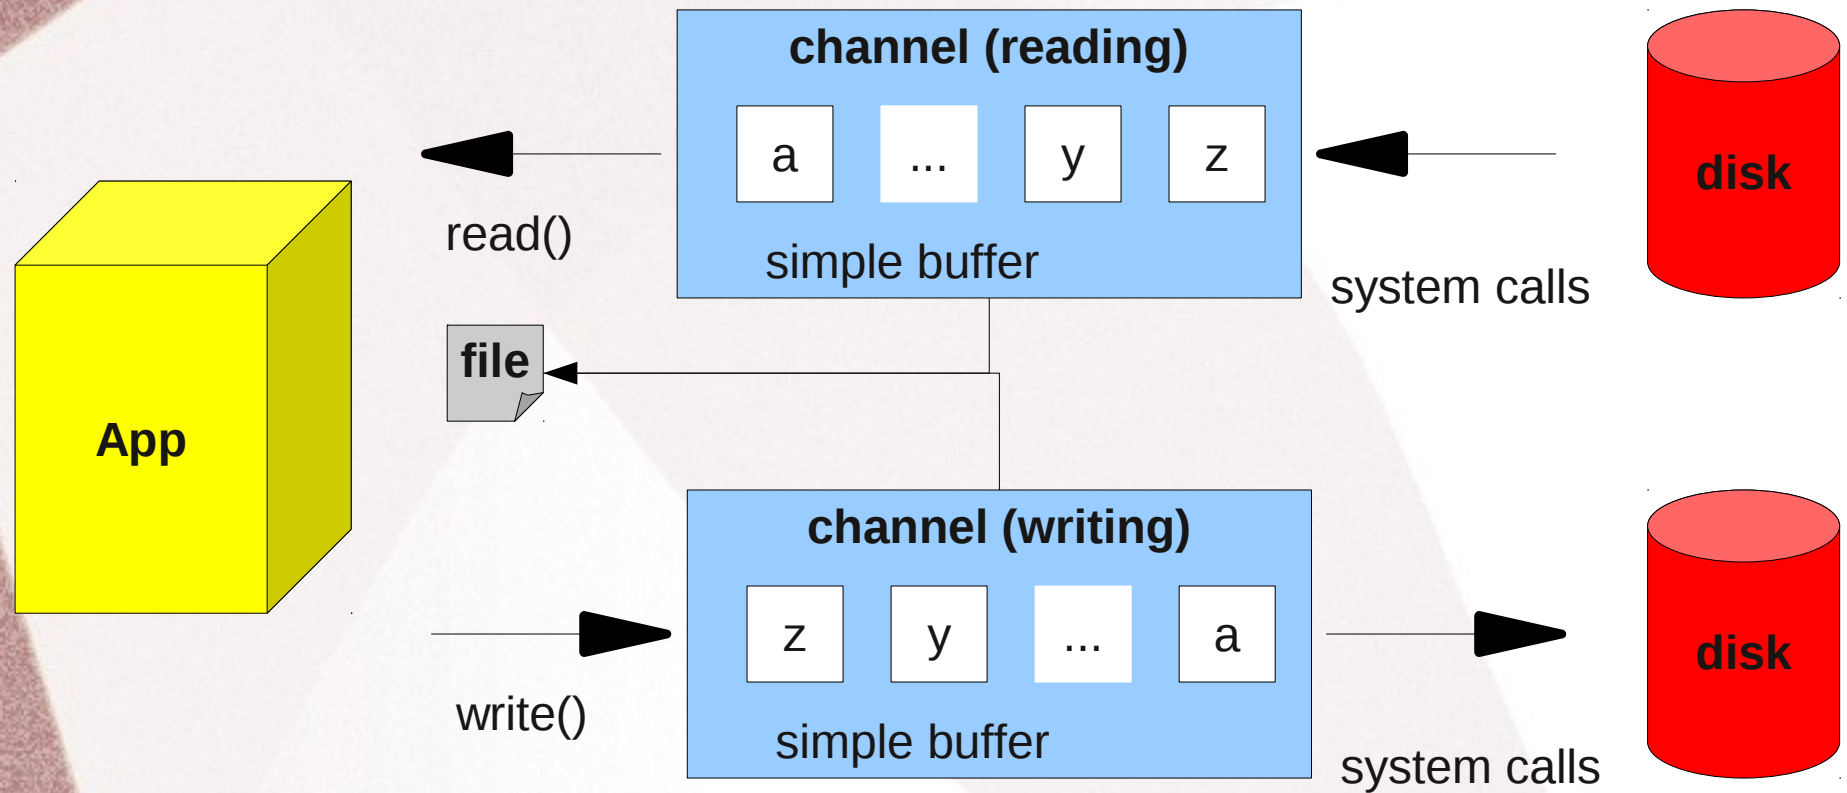 channel (reading)
a ... y z
disk
read()
simple buffer
system calls
file
App
channel (writing)
z y ... a
disk
write()
simple buffer
system calls